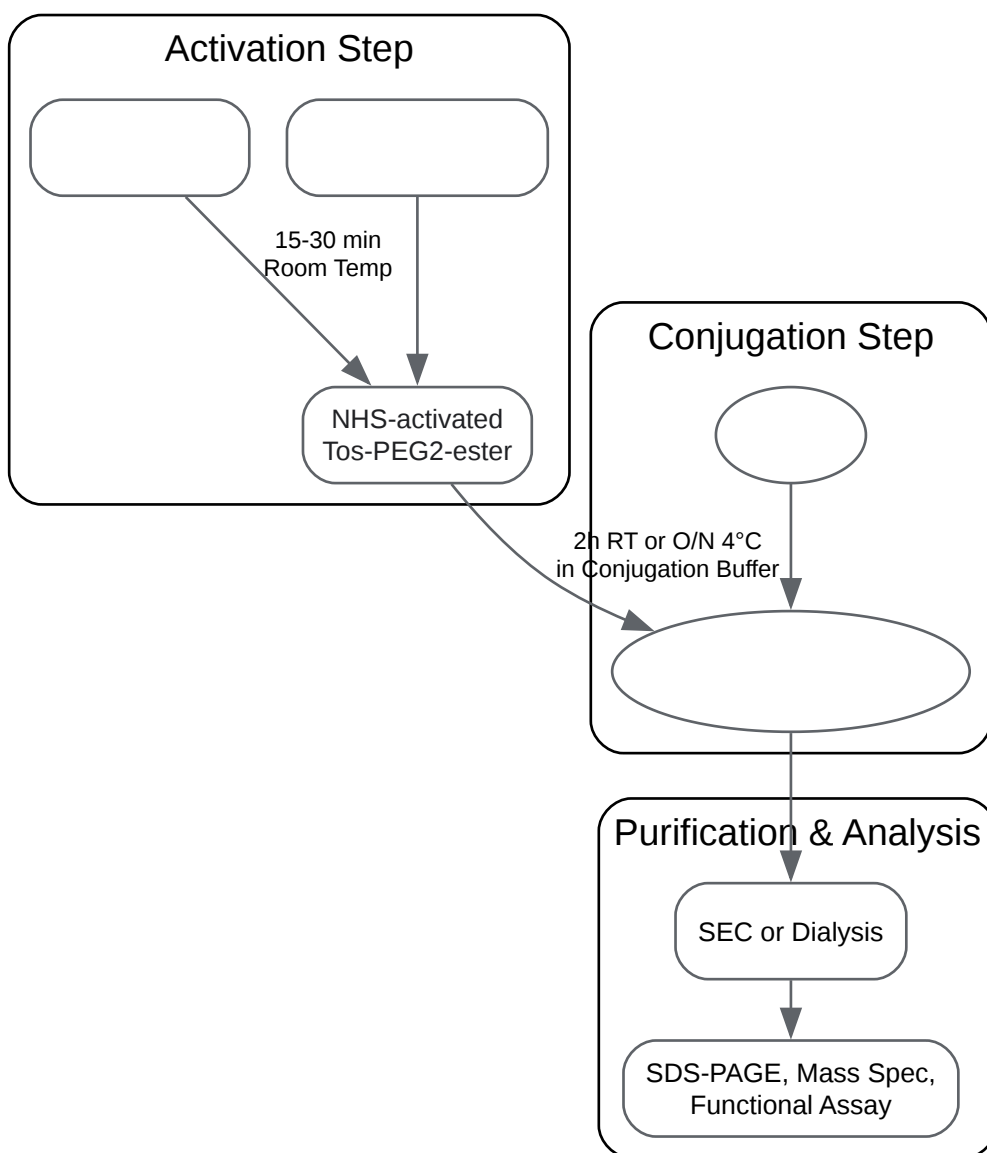 Activation Step
15-30 min
Room Temp
NHS-activated
Tos-PEG2-ester
Conjugation Step
2h RT or O/N 4°C
in Conjugation Buffer
Purification & Analysis
SEC or Dialysis
SDS-PAGE, Mass Spec,
Functional Assay